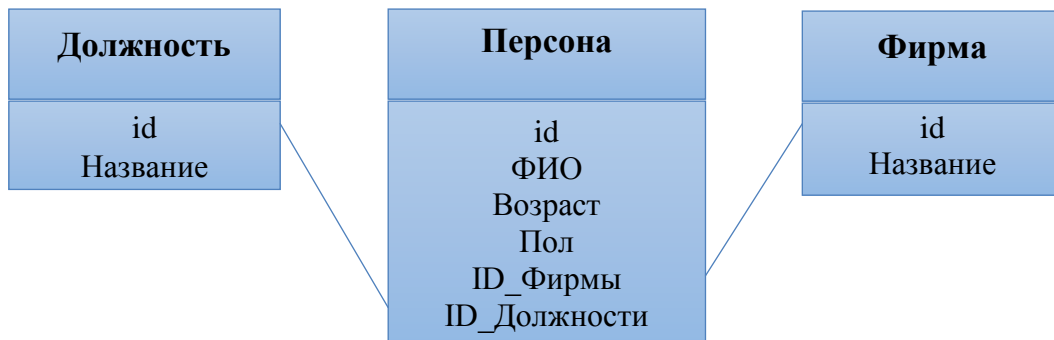 Должность
id
Название
Персона
id
ФИО
Возраст
Пол
ID_Фирмы
ID_Должности
Фирма
id
Название